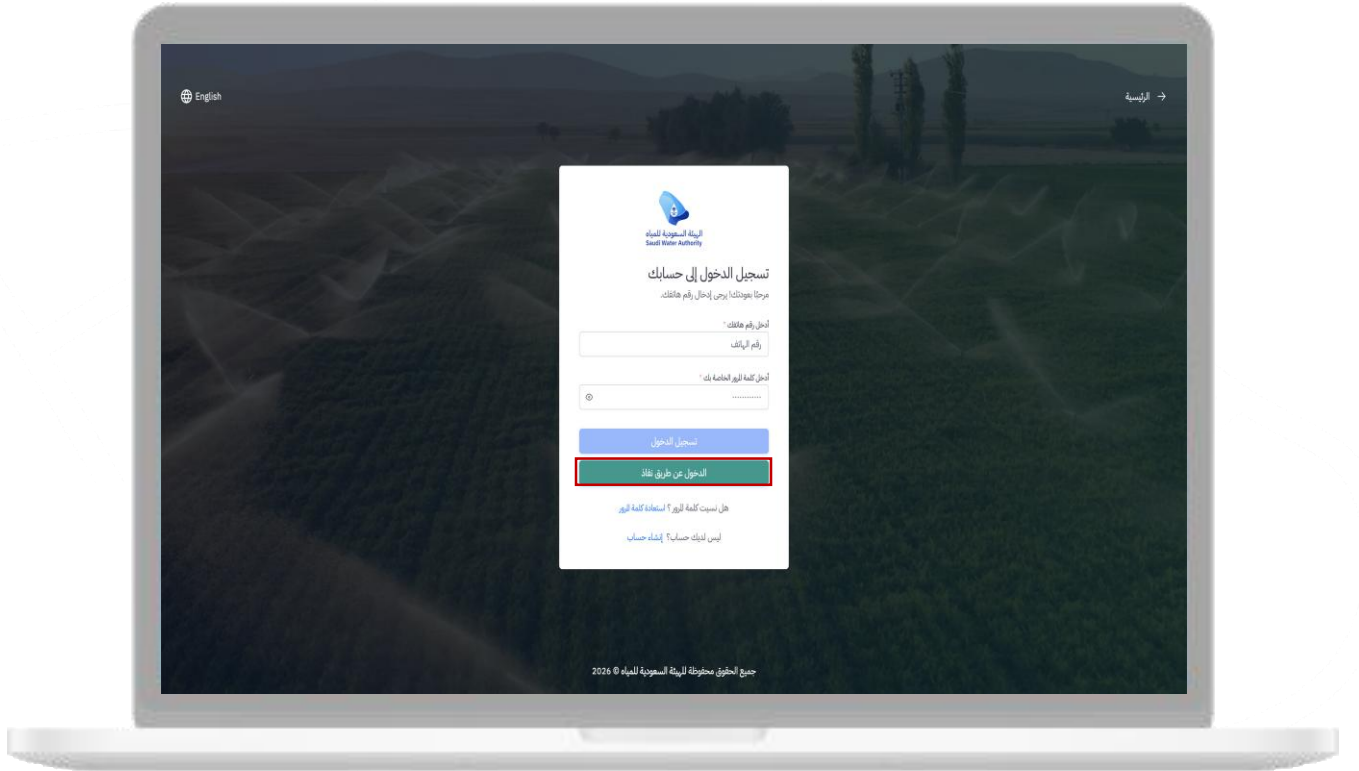 الرئيسية
English
الهيئة السعودية للمياه
Saudi Water Authority
تسجيل الدخول إلى حسابك
مرحبًا بعودتك! يرجى إدخال رقم هاتفك.
أدخل رقم هاتفك *
رقم الهاتف
أدخل كلمة المرور الخاصة بك *
............
تسجيل الدخول
الدخول عن طريق نفاذ
هل نسيت كلمة المرور ؟ استعادة كلمة المرور
ليس لديك حساب؟ إنشاء حساب
جميع الحقوق محفوظة للهيئة السعودية للمياه © 2026